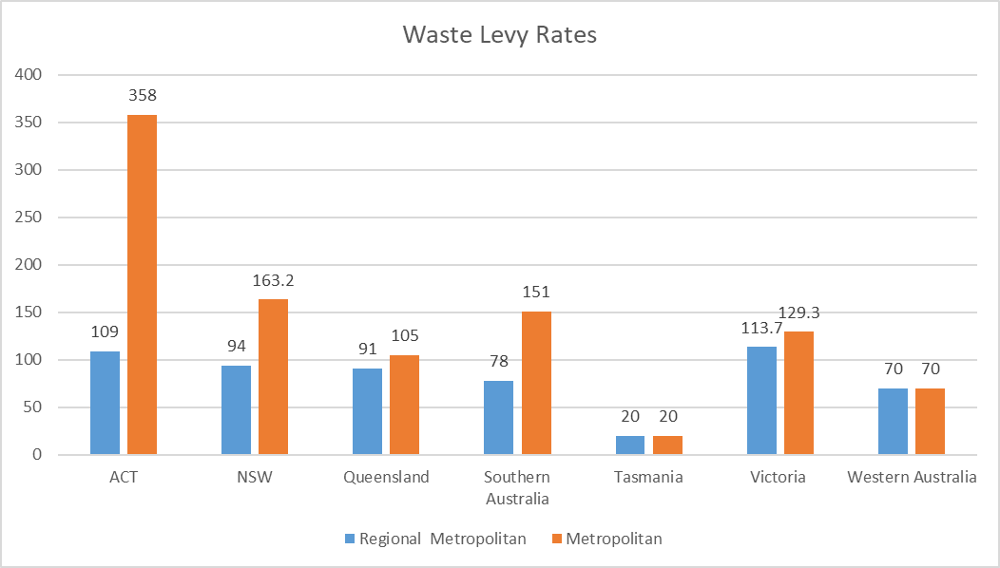 Waste Levy Rates
400
350
300
250
200
150
100
50
0
358
109
94
163.2
91
105
78
151
20
20
113.7
129.3
70
70
ACT
NSW
Queensland
Southern
Australia
Tasmania
Victoria
Western Australia
Regional  Metropolitan
Metropolitan